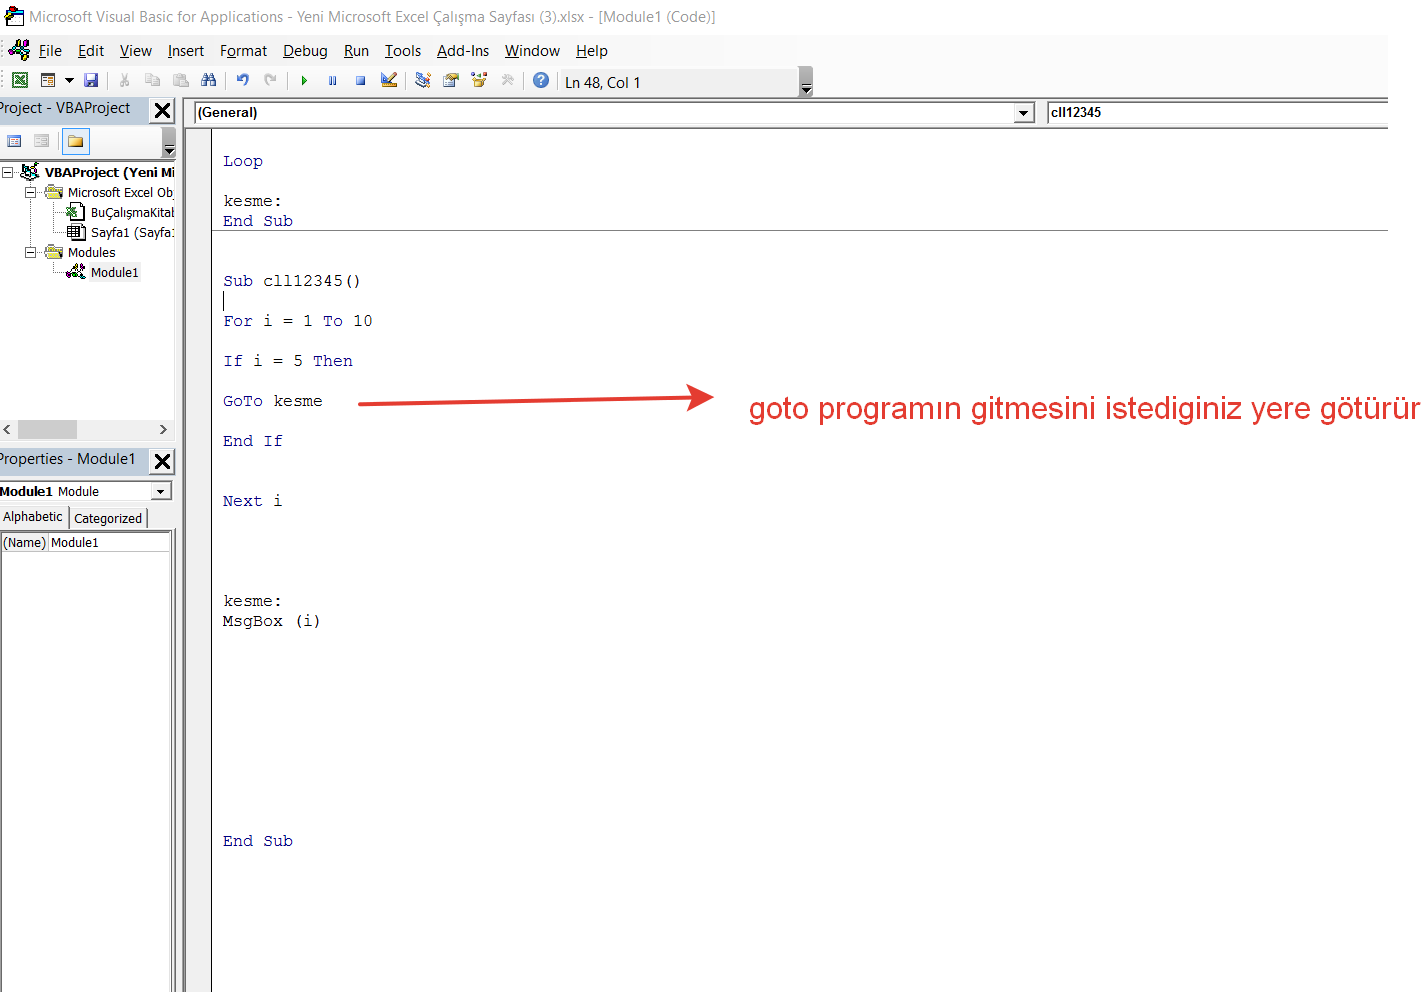 Microsoft Visual Basic for Applications - Yeni Microsoft Excel Çalışma Sayfası (3).xlsx - [Module1 (Code)]
File Edit View Insert Format Debug Run Tools Add-Ins Window Help
Ln 48, Col 1
Project - VBAProject
(General)
cll12345
VBAProject (Yeni Mi
Microsoft Excel Ob
BuÇalışmaKitab
Sayfa1 (Sayfa1
Modules
Module1
Properties - Module1
Module1 Module
Alphabetic Categorized
(Name) Module1
Loop
kesme:
End Sub
Sub cll12345()
For i = 1 To 10
If i = 5 Then
GoTo kesme
goto programın gitmesini istediginiz yere götürür
End If
Next i
kesme:
MsgBox (i)
End Sub